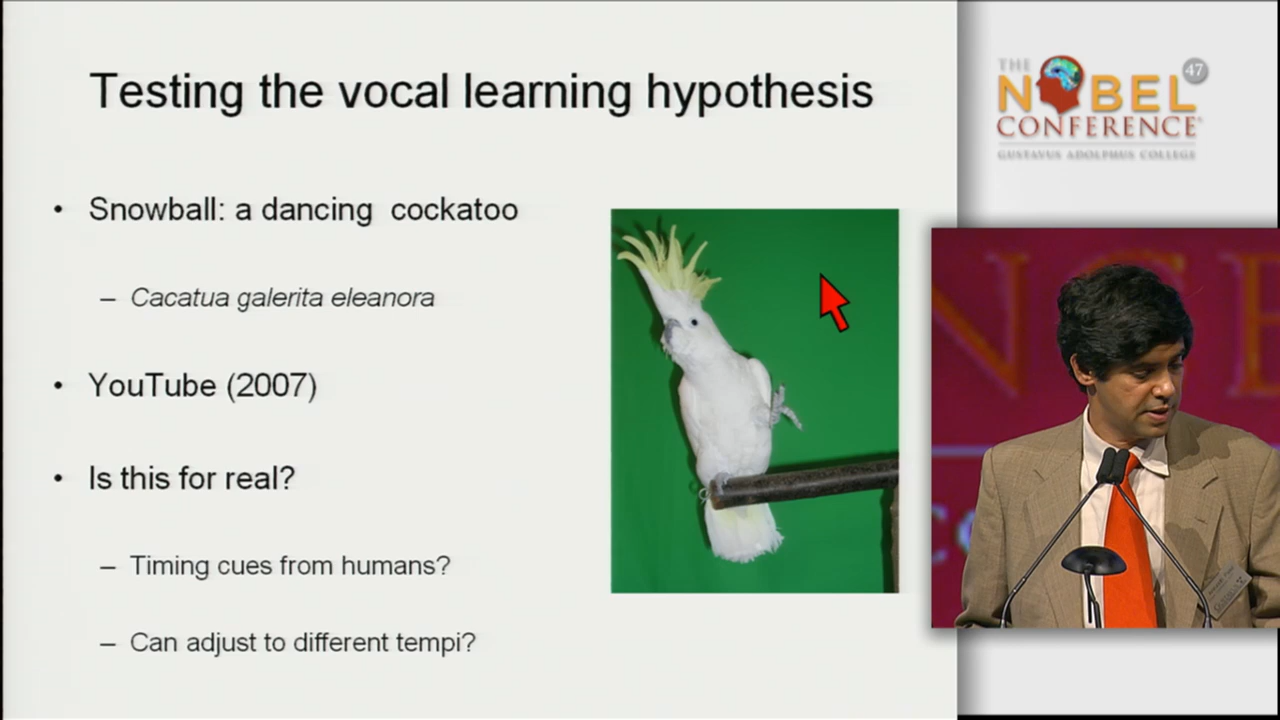 Testing the vocal learning hypothesis
• Snowball: a dancing cockatoo
– Cacatua galerita eleanora
• YouTube (2007)
• Is this for real?
– Timing cues from humans?
– Can adjust to different tempi?
THE
NOBEL
47
CONFERENCE
GUSTAVUS ADOLPHUS COLLEGE